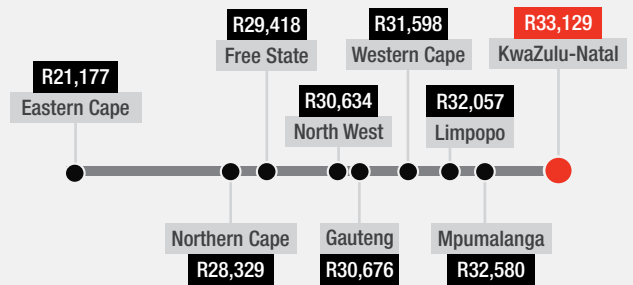 R21,177
Eastern Cape
R28,329
Northern Cape
R29,418
Free State
R30,634
North West
R30,676
Gauteng
R31,598
Western Cape
R32,057
Limpopo
R32,580
Mpumalanga
R33,129
KwaZulu-Natal